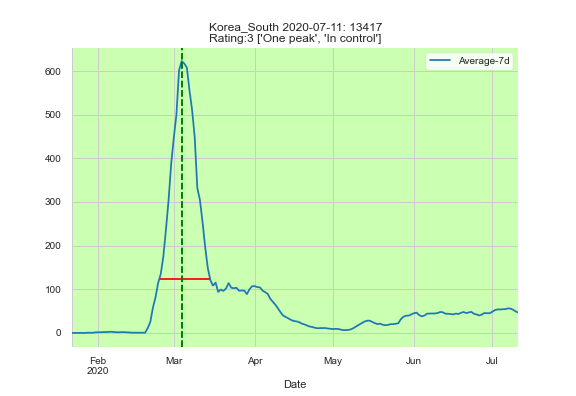 Korea_South 2020-07-11: 13417
Rating:3 ['One peak', 'In control']
Average-7d
600
500
400
300
200
100
0
Feb
2020
Mar
Apr
May
Jun
Jul
Date